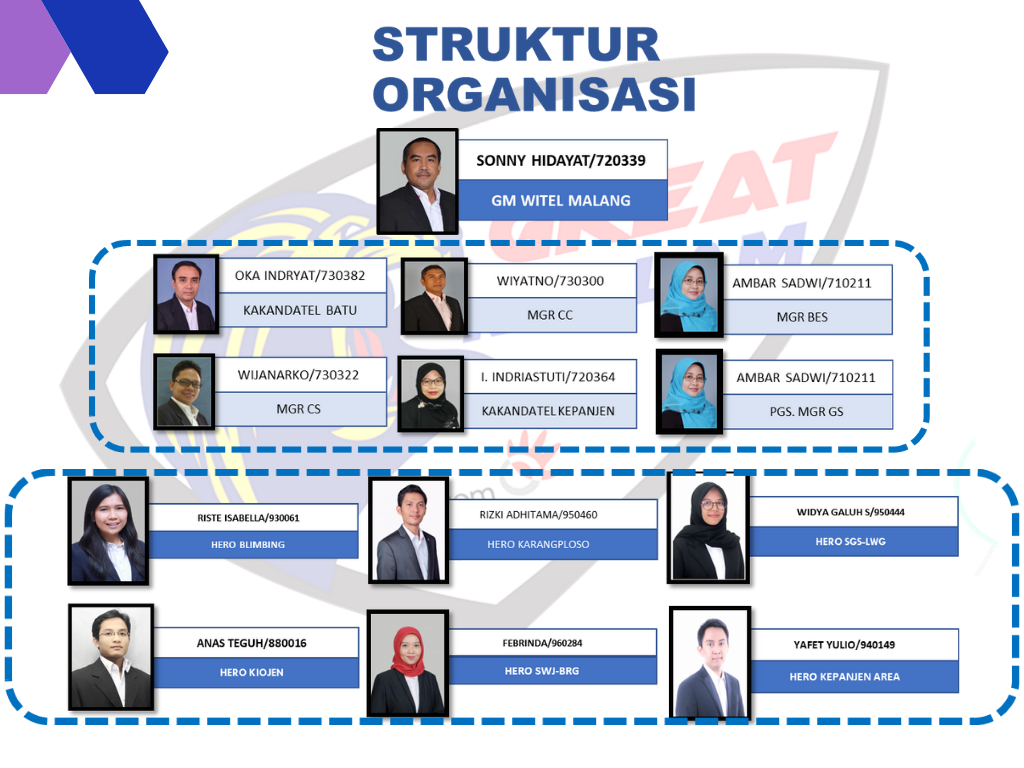 STRUKTUR
ORGANISASI
SONNY HIDAYAT/720339
GM WITEL MALANG
GREAT
OKA INDRYAT/730382
KAKANDATEL BATU
WIYATNO/730300
MGR CC
AMBAR SADWI/710211
MGR BES
WIJANARKO/730322
MGR CS
I. INDRIASTUTI/720364
KAKANDATEL KEPANJEN
AMBAR SADWI/710211
PGS. MGR GS
RISTE ISABELLA/930061
HERO BLIMBING
RIZKI ADHITAMA/950460
HERO KARANGPLOSO
WIDYA GALUH S/950444
HERO SGS-LWG
ANAS TEGUH/880016
HERO KIOJEN
FEBRINDA/960284
HERO SWJ-BRG
YAFET YULIO/940149
HERO KEPANJEN AREA